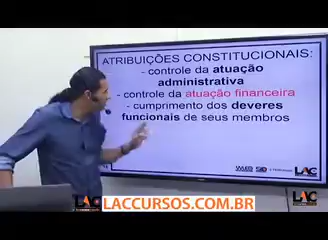 ATRIBUIÇÕES CONSTITUCIONAIS:
- controle da atuação
administrativa
- controle da atuação financeira
- cumprimento dos deveres
funcionais de seus membros
LAC
LAC
LAC
LACCURSOS.COM.BR